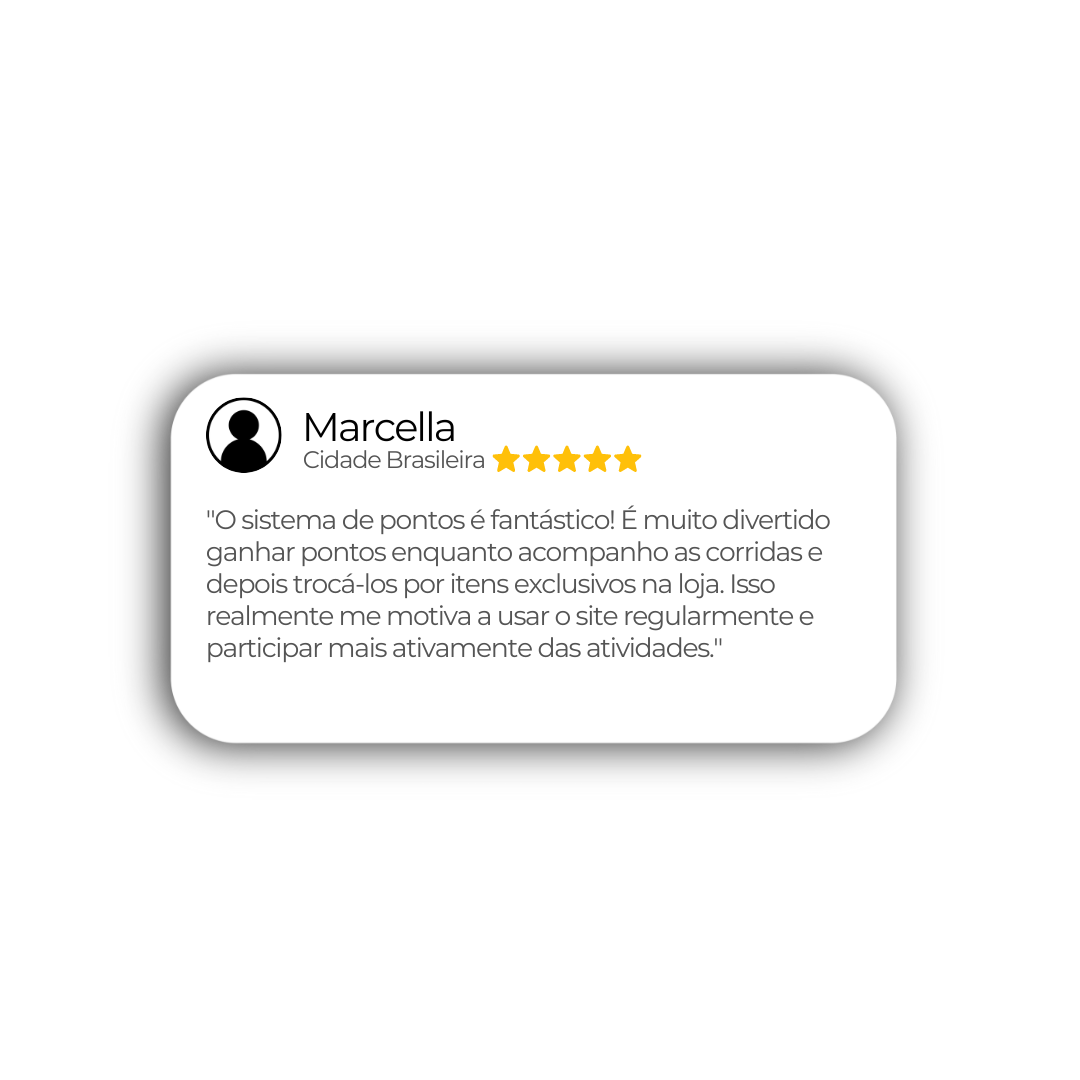 Marcella
Cidade Brasileira
"O sistema de pontos é fantástico! É muito divertido
ganhar pontos enquanto acompanho as corridas e
depois trocá-los por itens exclusivos na loja. Isso
realmente me motiva a usar o site regularmente e
participar mais ativamente das atividades."